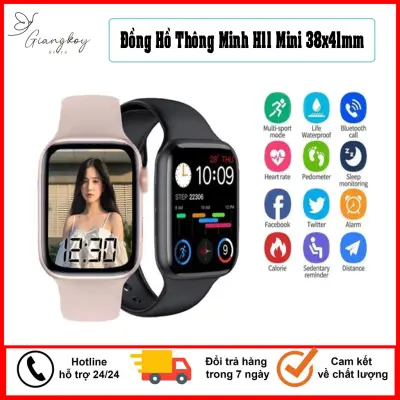 Giangkoy
Đồng Hồ Thông Minh H11 Mini 38x41mm
28 THU
10:09
STEP
22306
12:30
Multi-sport mode
Life Waterproof
Bluetooth call
Heart rate
Pedometer
Sleep monitoring
Facebook
Twitter
Alarm
Calorie
Sedentary reminder
Distance
Hotline
hỗ trợ 24/24
Đổi trả hàng
trong 7 ngày
Cam kết
về chất lượng